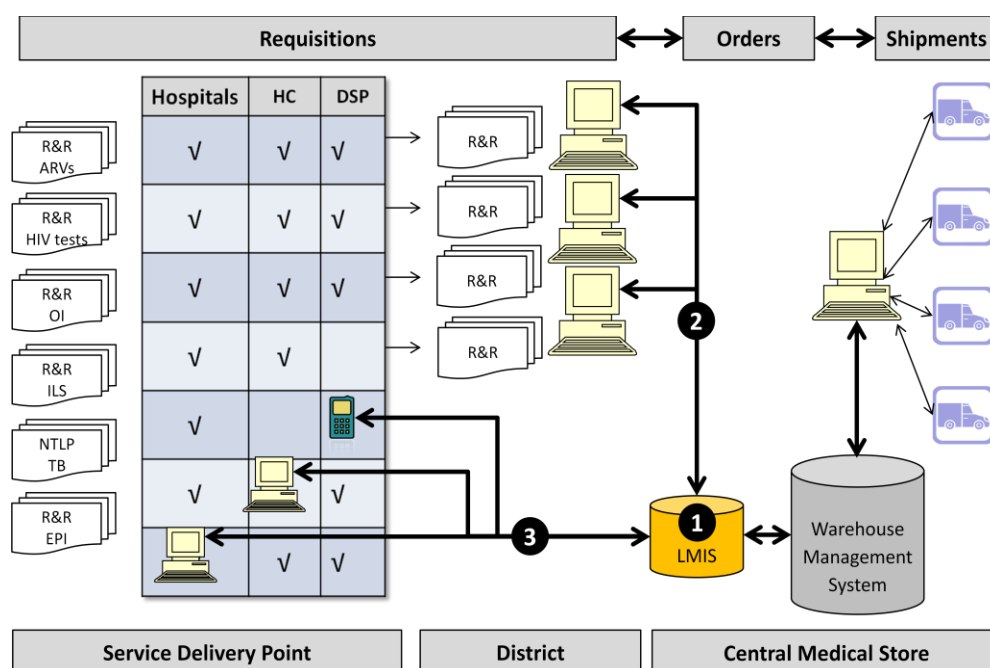 Requisitions
Orders
Shipments
Hospitals HC DSP
R&R
ARVs
√ √ √
R&R
R&R
HIV tests
√ √ √
R&R
R&R
OI
√ √ √
R&R
R&R
ILS
√ √
R&R
2
NTLP
TB
√
√ √
R&R
EPI
√ √
3
1
LMIS
Warehouse
Management
System
Service Delivery Point
District
Central Medical Store